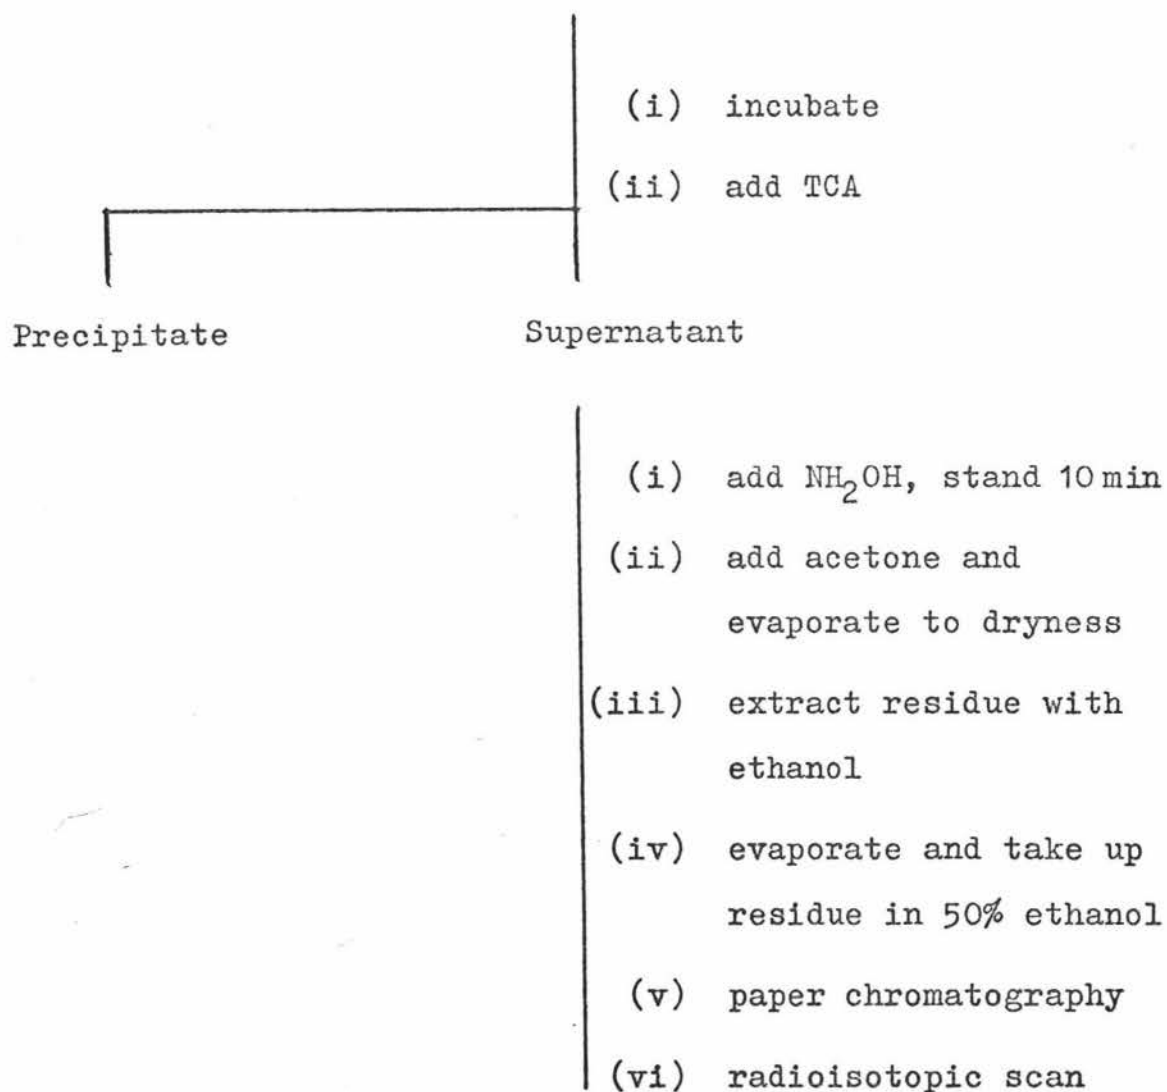 (i) incubate
(ii) add TCA
Precipitate Supernatant
(i) add NH₂OH, stand 10 min
(ii) add acetone and
evaporate to dryness
(iii) extract residue with
ethanol
(iv) evaporate and take up
residue in 50% ethanol
(v) paper chromatography
(vi) radioisotopic scan